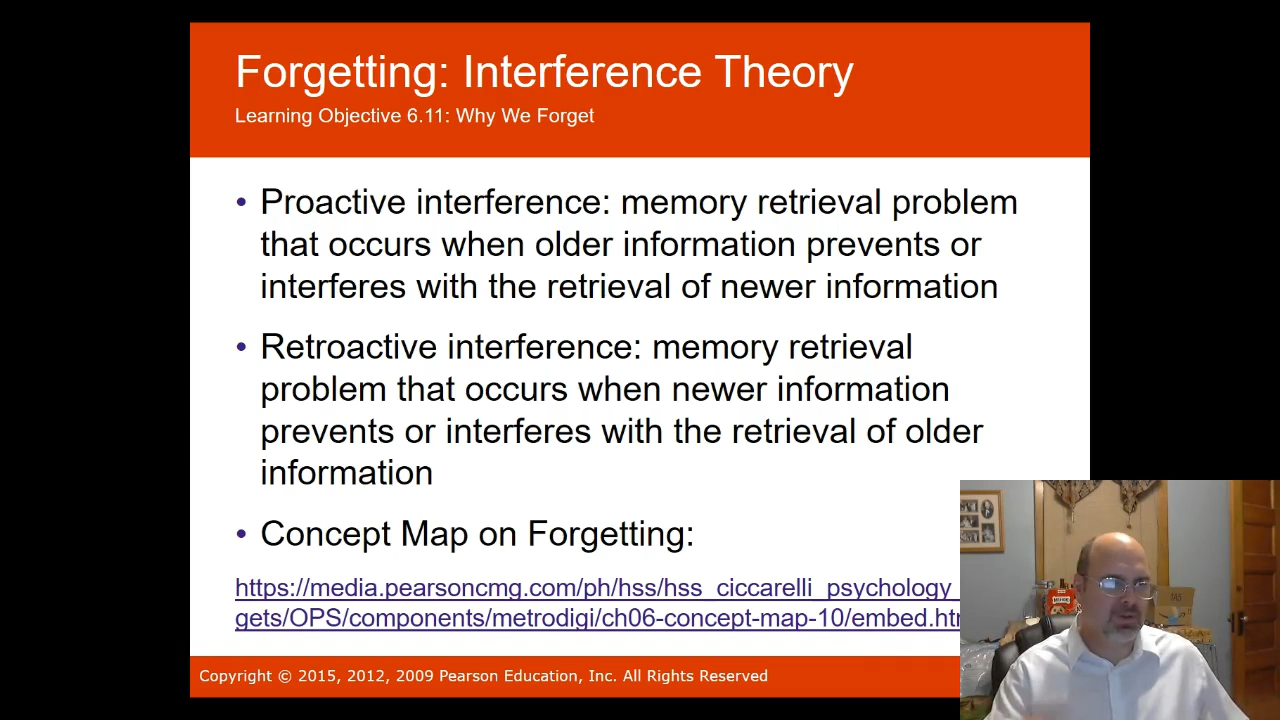 Forgetting: Interference Theory
Learning Objective 6.11: Why We Forget
• Proactive interference: memory retrieval problem
that occurs when older information prevents or
interferes with the retrieval of newer information
• Retroactive interference: memory retrieval
problem that occurs when newer information
prevents or interferes with the retrieval of older
information
• Concept Map on Forgetting:
https://media.pearsoncmg.com/ph/hss/hss_ciccarelli_psychology_
gets/OPS/components/metrodigi/ch06-concept-map-10/embed.htm
Copyright © 2015, 2012, 2009 Pearson Education, Inc. All Rights Reserved